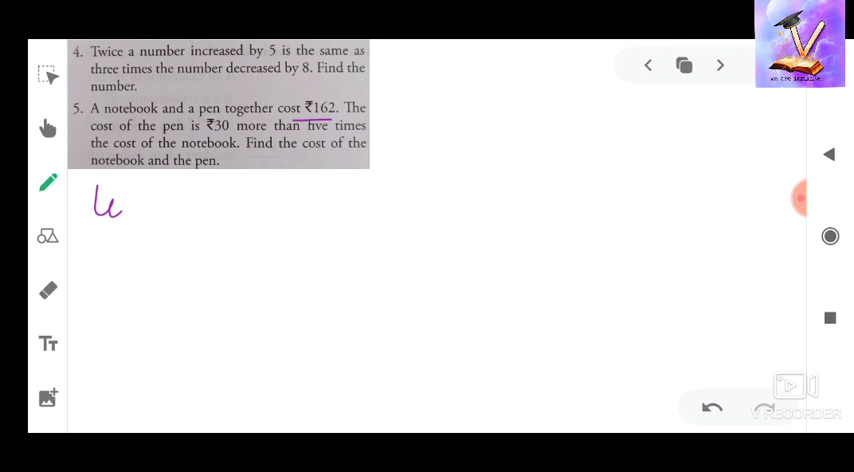 4. Twice a number increased by 5 is the same as
three times the number decreased by 8. Find the
number.
5. A notebook and a pen together cost ₹162. The
cost of the pen is ₹30 more than five times
the cost of the notebook. Find the cost of the
notebook and the pen.
Le
Tт
V
V RECORDER